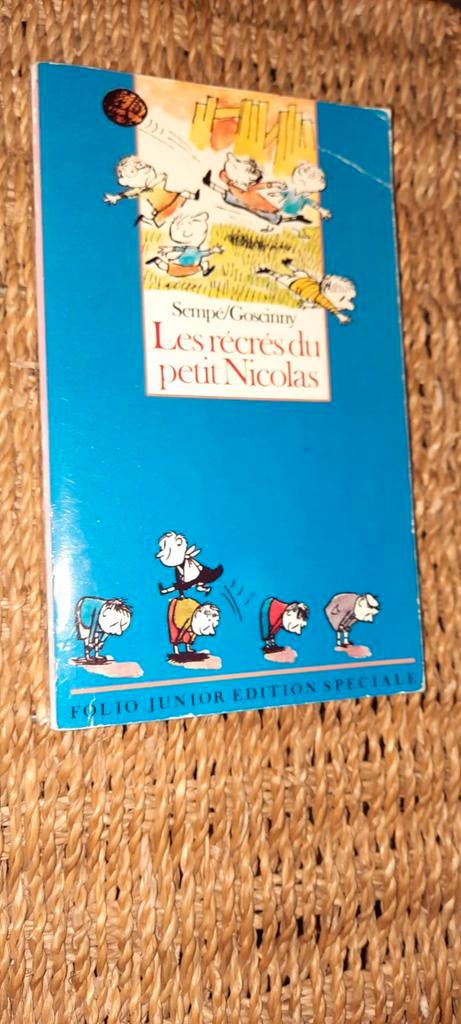 Sempé/Goscinny
Les récrés du
petit Nicolas
FOLIO JUNIOR EDITION SPECIALE